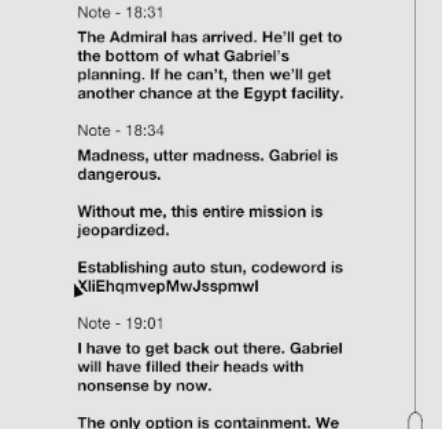 Note - 18:31
The Admiral has arrived. He’ll get to
the bottom of what Gabriel’s
planning. If he can’t, then we’ll get
another chance at the Egypt facility.
Note - 18:34
Madness, utter madness. Gabriel is
dangerous.
Without me, this entire mission is
jeopardized.
Establishing auto stun, codeword is
XliEhqmvepMwJsspmwl
Note - 19:01
I have to get back out there. Gabriel
will have filled their heads with
nonsense by now.
The only option is containment. We